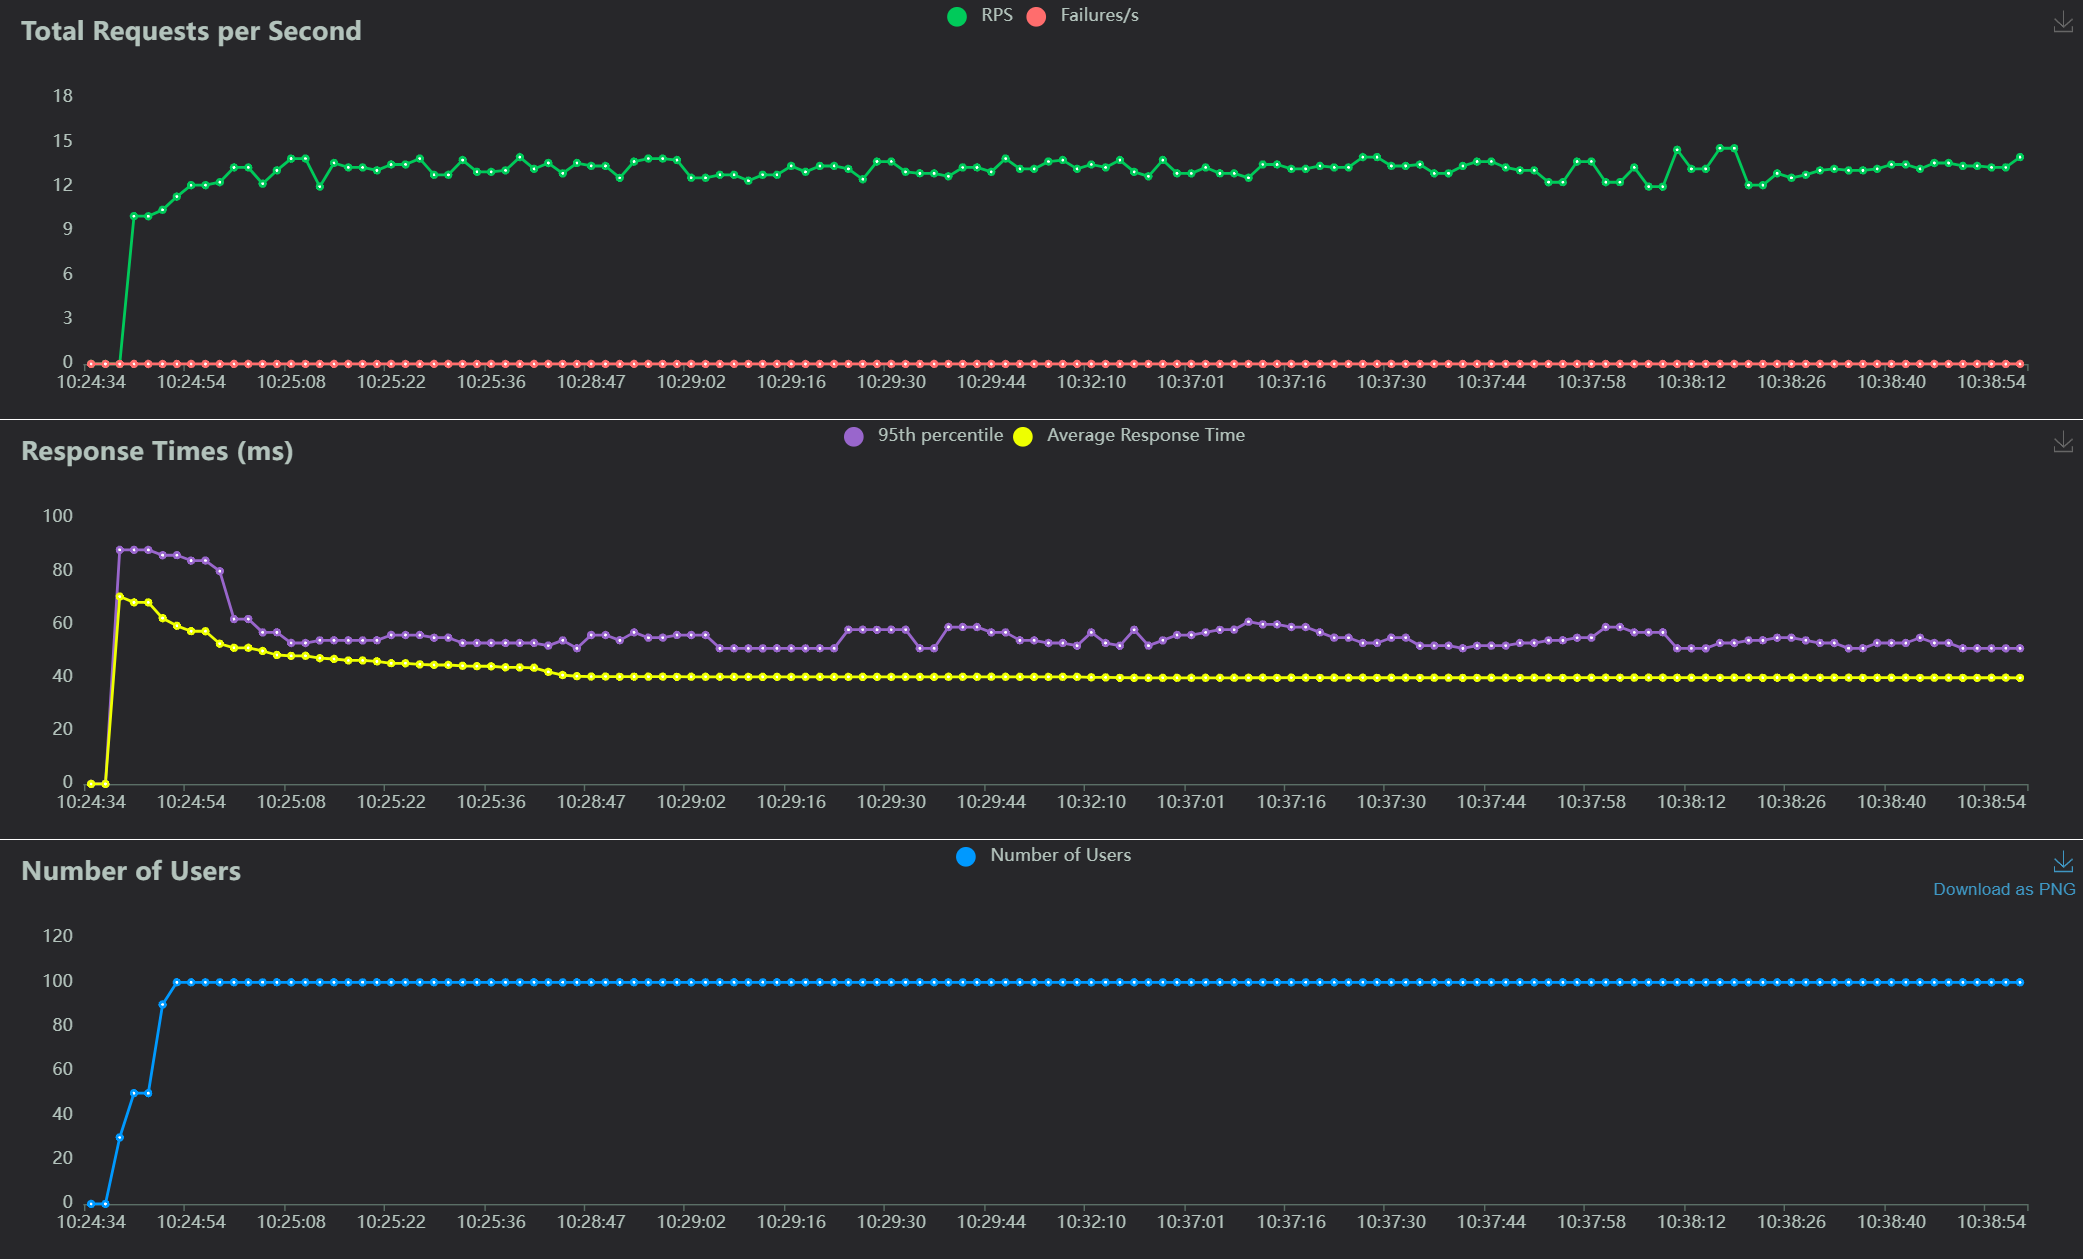 Total Requests per Second
RPS Failures/s
18
15
12
9
6
3
0
10:24:34 10:24:54 10:25:08 10:25:22 10:25:36 10:28:47 10:29:02 10:29:16 10:29:30 10:29:44 10:32:10 10:37:01 10:37:16 10:37:30 10:37:44 10:37:58 10:38:12 10:38:26 10:38:40 10:38:54
Response Times (ms)
95th percentile Average Response Time
100
80
60
40
20
0
10:24:34 10:24:54 10:25:08 10:25:22 10:25:36 10:28:47 10:29:02 10:29:16 10:29:30 10:29:44 10:32:10 10:37:01 10:37:16 10:37:30 10:37:44 10:37:58 10:38:12 10:38:26 10:38:40 10:38:54
Number of Users
Number of Users
Download as PNG
120
100
80
60
40
20
0
10:24:34 10:24:54 10:25:08 10:25:22 10:25:36 10:28:47 10:29:02 10:29:16 10:29:30 10:29:44 10:32:10 10:37:01 10:37:16 10:37:30 10:37:44 10:37:58 10:38:12 10:38:26 10:38:40 10:38:54